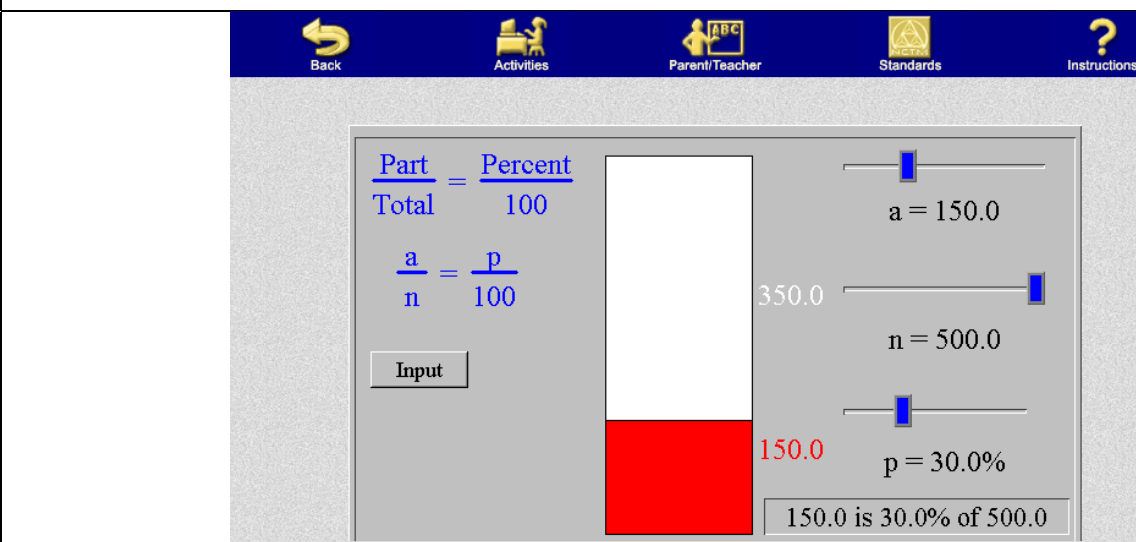 Back Activities Parent/Teacher Standards Instructions
ABC
NCTM
Part = Percent
Total 100
a = p
n 100
Input
350.0
150.0
a = 150.0
n = 500.0
p = 30.0%
150.0 is 30.0% of 500.0